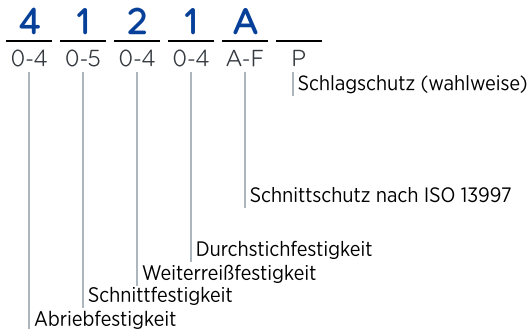 4 1 2 1 A
0-4 0-5 0-4 0-4 A-F P
Schlagschutz (wahlweise)
Schnittschutz nach ISO 13997
Durchstichfestigkeit
Weiterreißfestigkeit
Schnittfestigkeit
Abriebfestigkeit